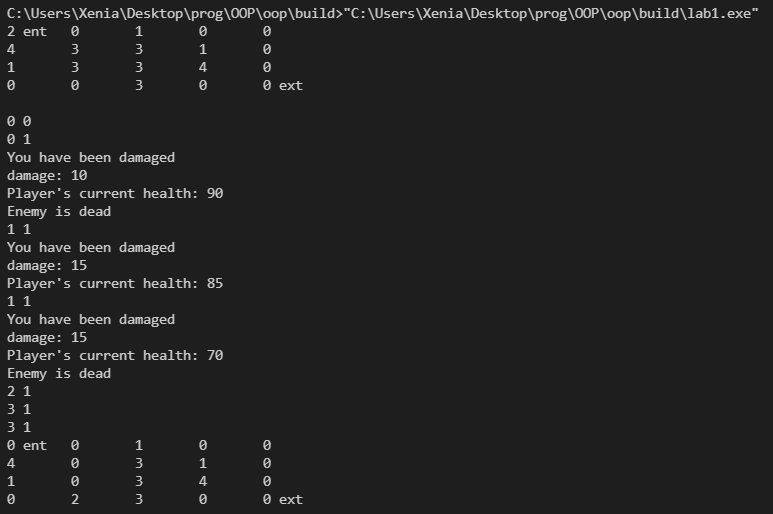 C:\Users\Xenia\Desktop\prog\OOP\oop\build>"C:\Users\Xenia\Desktop\prog\OOP\oop\build\lab1.exe"
2 ent 0 1 0 0
4 3 3 1 0
1 3 3 4 0
0 0 3 0 0 ext
0 0
0 1
You have been damaged
damage: 10
Player's current health: 90
Enemy is dead
1 1
You have been damaged
damage: 15
Player's current health: 85
1 1
You have been damaged
damage: 15
Player's current health: 70
Enemy is dead
2 1
3 1
3 1
0 ent 0 1 0 0
4 0 3 1 0
1 0 3 4 0
0 2 3 0 0 ext